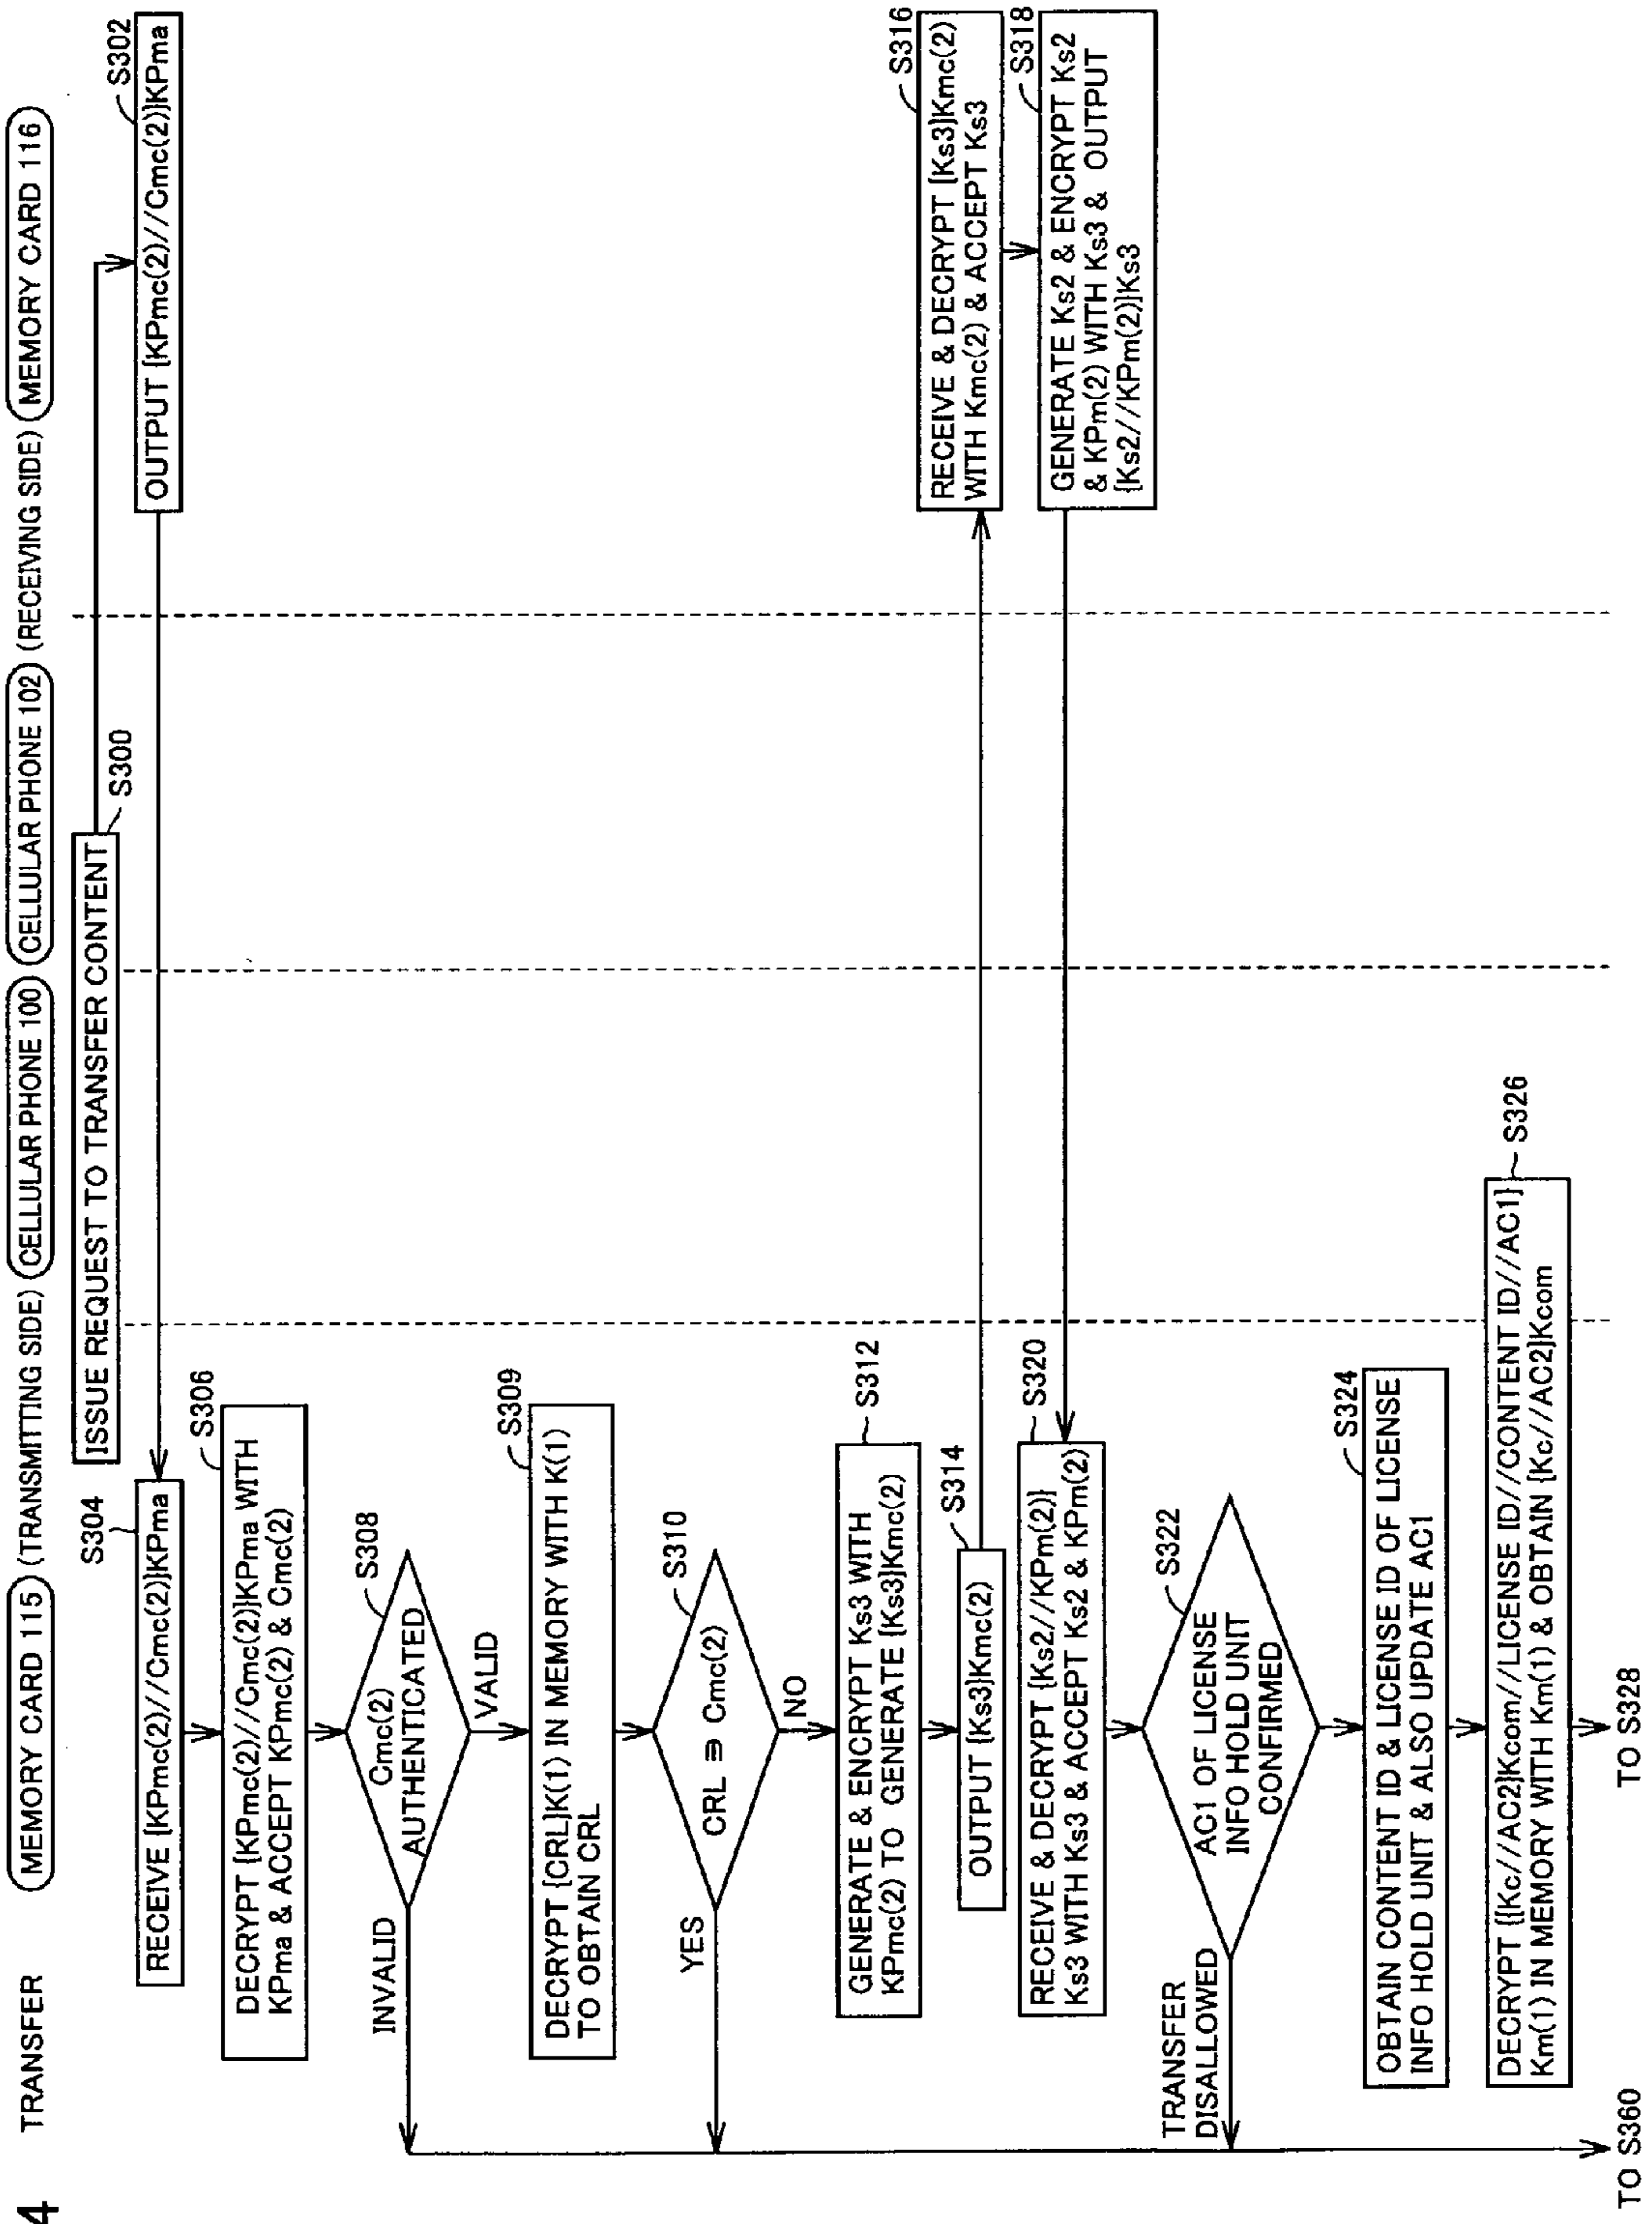 4
TRANSFER
MEMORY CARD 115
(TRANSMITTING SIDE)
CELLULAR PHONE 100
CELLULAR PHONE 102
(RECEIVING SIDE)
MEMORY CARD 116
ISSUE REQUEST TO TRANSFER CONTENT
S300
S302
OUTPUT {KPmc(2)//Cmc(2)}KPma
S304
RECEIVE {KPmc(2)//Cmc(2)}KPma
S306
DECRYPT {KPmc(2)//Cmc(2)}KPma WITH
KPma & ACCEPT KPmc(2) & Cmc(2)
S308
Cmc(2)
AUTHENTICATED
INVALID
VALID
S309
DECRYPT {CRL}K(1) IN MEMORY WITH K(1)
TO OBTAIN CRL
S310
CRL ∋ Cmc(2)
YES
NO
S312
GENERATE & ENCRYPT Ks3 WITH
KPmc(2) TO GENERATE {Ks3}Kmc(2)
S314
OUTPUT {Ks3}Kmc(2)
S316
RECEIVE & DECRYPT {Ks3}Kmc(2)
WITH Kmc(2) & ACCEPT Ks3
S318
GENERATE Ks2 & ENCRYPT Ks2
& KPm(2) WITH Ks3 & OUTPUT
{Ks2//KPm(2)}Ks3
S320
RECEIVE & DECRYPT {Ks2//KPm(2)}
Ks3 WITH Ks3 & ACCEPT Ks2 & KPm(2)
S322
AC1 OF LICENSE
INFO HOLD UNIT
CONFIRMED
TRANSFER
DISALLOWED
S324
OBTAIN CONTENT ID & LICENSE ID OF LICENSE
INFO HOLD UNIT & ALSO UPDATE AC1
S326
DECRYPT {{Kc//AC2}Kcom//LICENSE ID//CONTENT ID//AC1}
Km(1) IN MEMORY WITH Km(1) & OBTAIN {Kc//AC2}Kcom
TO S360
TO S328